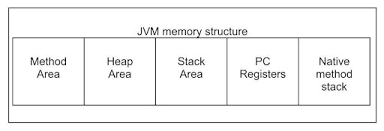 JVM memory structure
Method
Area
Heap
Area
Stack
Area
PC
Registers
Native
method
stack